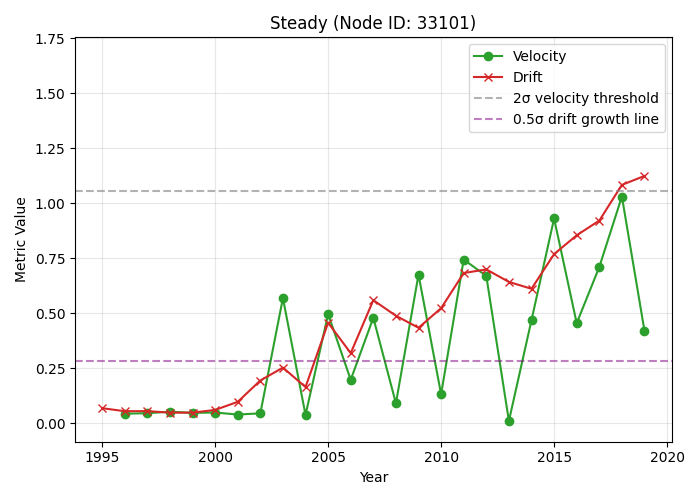 Steady (Node ID: 33101)
Velocity
Drift
2σ velocity threshold
0.5σ drift growth line
Metric Value
1.75
1.50
1.25
1.00
0.75
0.50
0.25
0.00
1995 2000 2005 2010 2015 2020
Year